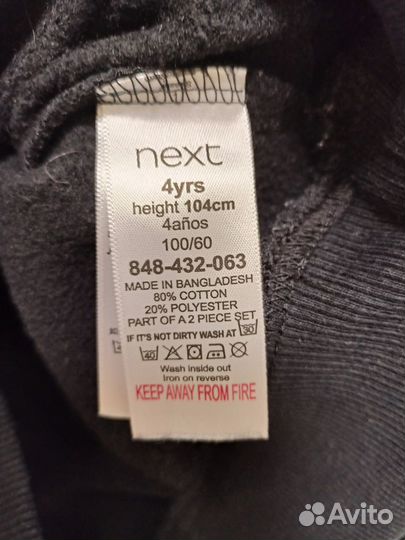 next
4yrs
height 104cm
4años
100/60
848-432-063
MADE IN BANGLADESH
80% COTTON
20% POLYESTER
PART OF A 2 PIECE SET
IF IT'S NOT DIRTY WASH AT 30
40
Wash inside out
Iron on reverse
KEEP AWAY FROM FIRE
Avito